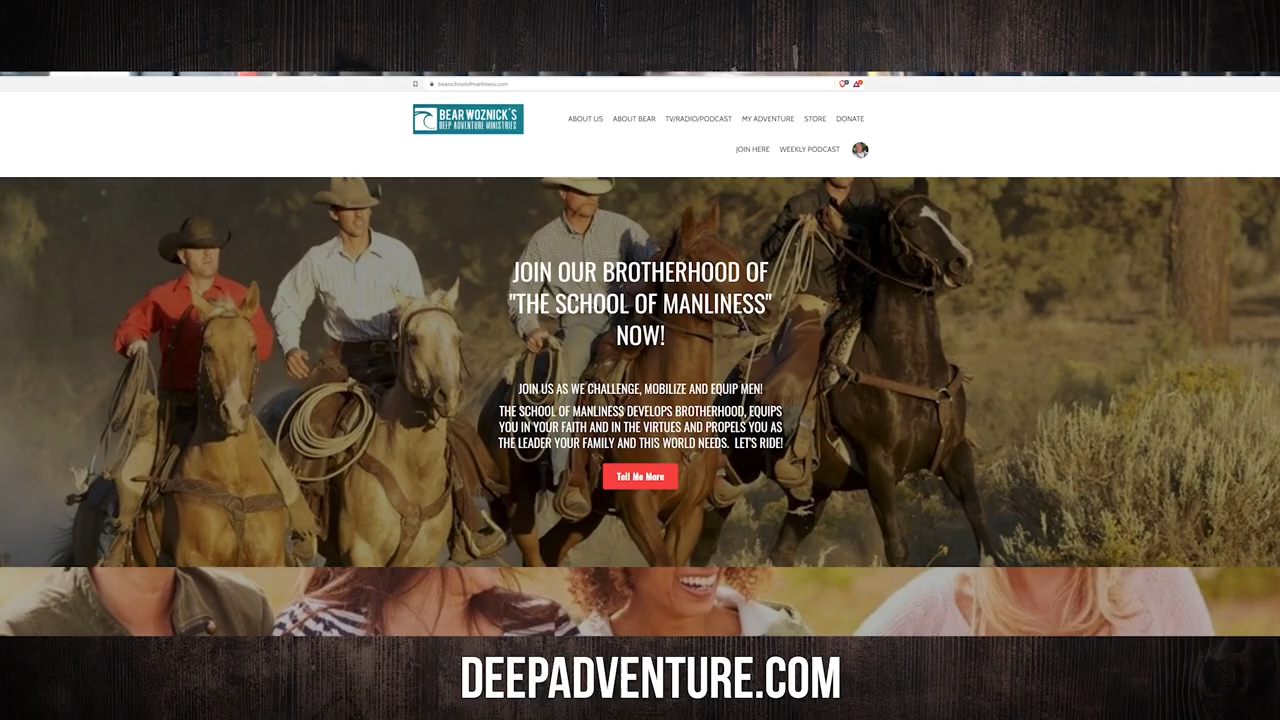 bearschoolofmanliness.com
BEAR WOZNICK'S
DEEP ADVENTURE MINISTRIES
ABOUT US ABOUT BEAR TV/RADIO/PODCAST MY ADVENTURE STORE DONATE
JOIN HERE WEEKLY PODCAST
JOIN OUR BROTHERHOOD OF
"THE SCHOOL OF MANLINESS"
NOW!
JOIN US AS WE CHALLENGE, MOBILIZE AND EQUIP MEN!
THE SCHOOL OF MANLINESS DEVELOPS BROTHERHOOD, EQUIPS
YOU IN YOUR FAITH AND IN THE VIRTUES AND PROPELS YOU AS
THE LEADER YOUR FAMILY AND THIS WORLD NEEDS. LET'S RIDE!
Tell Me More
DEEPADVENTURE.COM